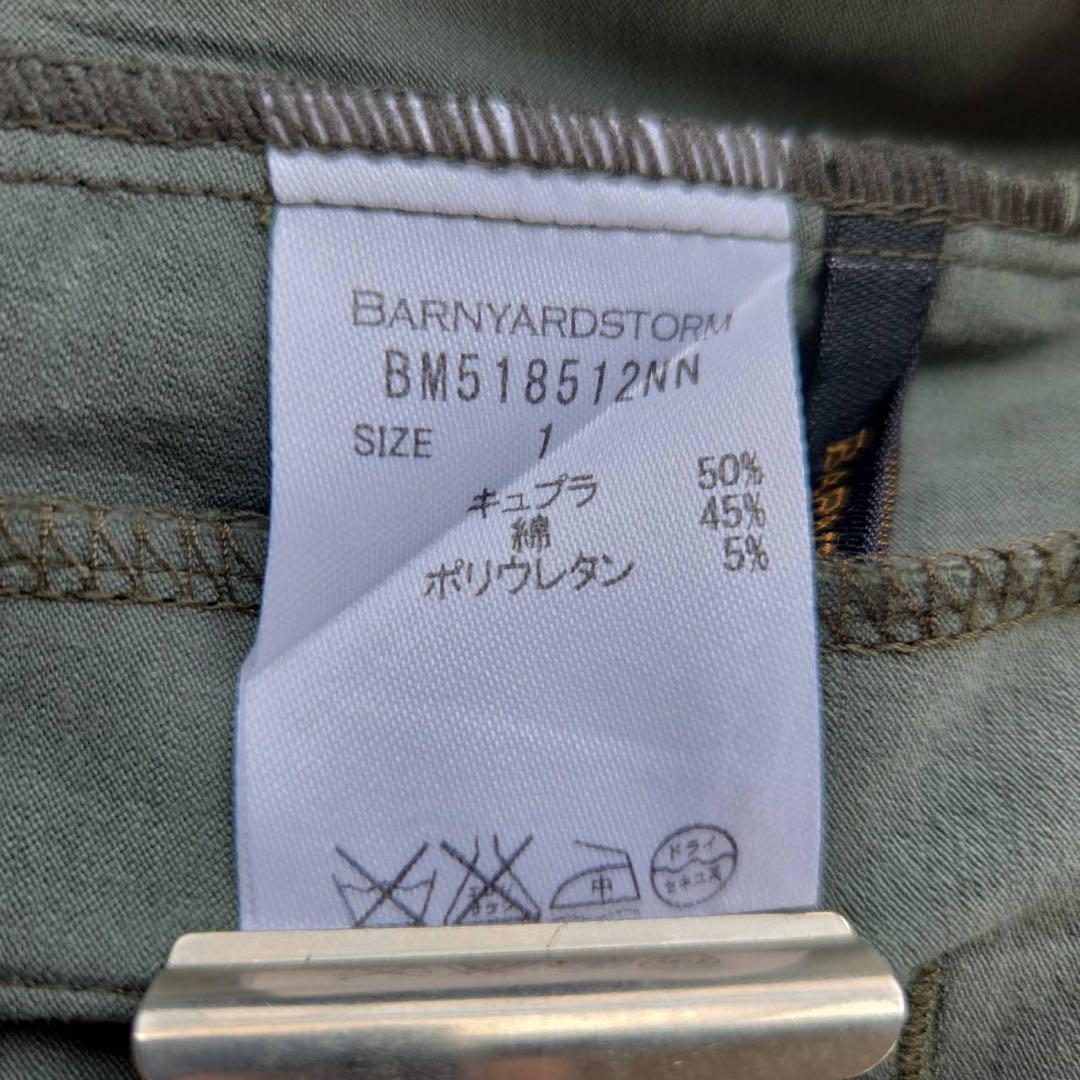 BARNYARDSTORM
BM518512NN
SIZE 1
キュプラ 50%
綿 45%
ポリウレタン 5%
中
ドライ
セキユ系